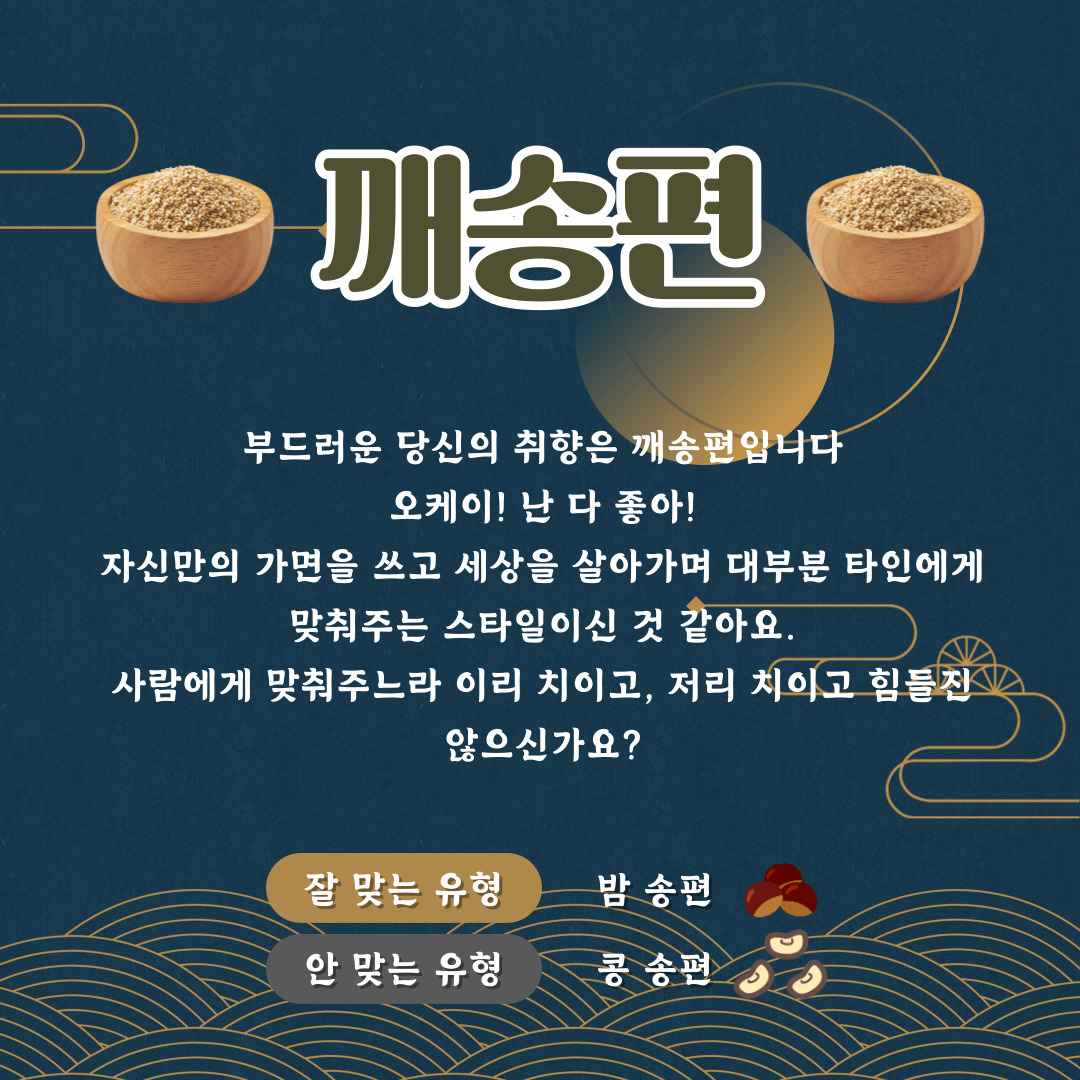 깨송편
부드러운 당신의 취향은 깨송편입니다
오케이! 난 다 좋아!
자신만의 가면을 쓰고 세상을 살아가며 대부분 타인에게
맞춰주는 스타일이신 것 같아요.
사람에게 맞춰주느라 이리 치이고, 저리 치이고 힘들진
않으신가요?
잘 맞는 유형 밤 송편
안 맞는 유형 콩 송편